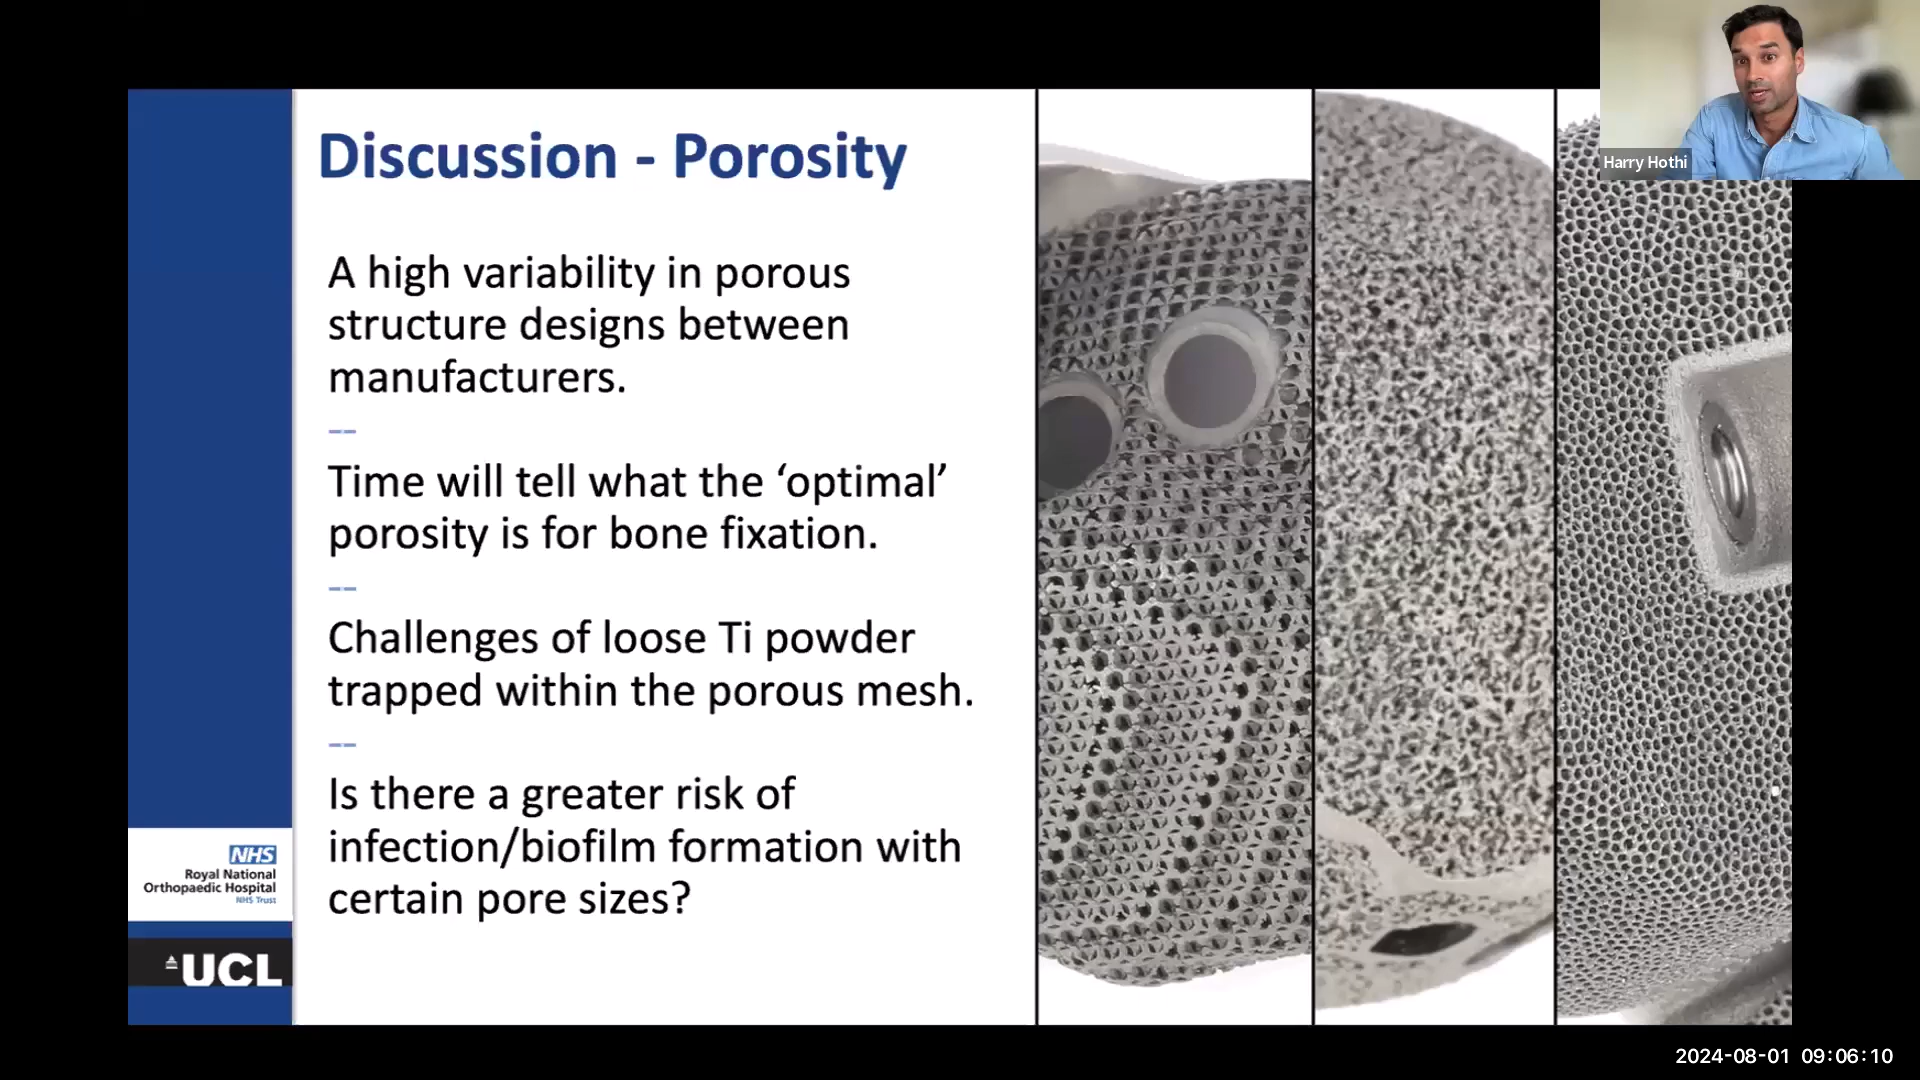 Discussion - Porosity
A high variability in porous
structure designs between
manufacturers.
--
Time will tell what the ‘optimal’
porosity is for bone fixation.
--
Challenges of loose Ti powder
trapped within the porous mesh.
--
Is there a greater risk of
infection/biofilm formation with
certain pore sizes?
NHS
Royal National
Orthopaedic Hospital
NHS Trust
UCL
Harry Hothi
2024-08-01 09:06:10